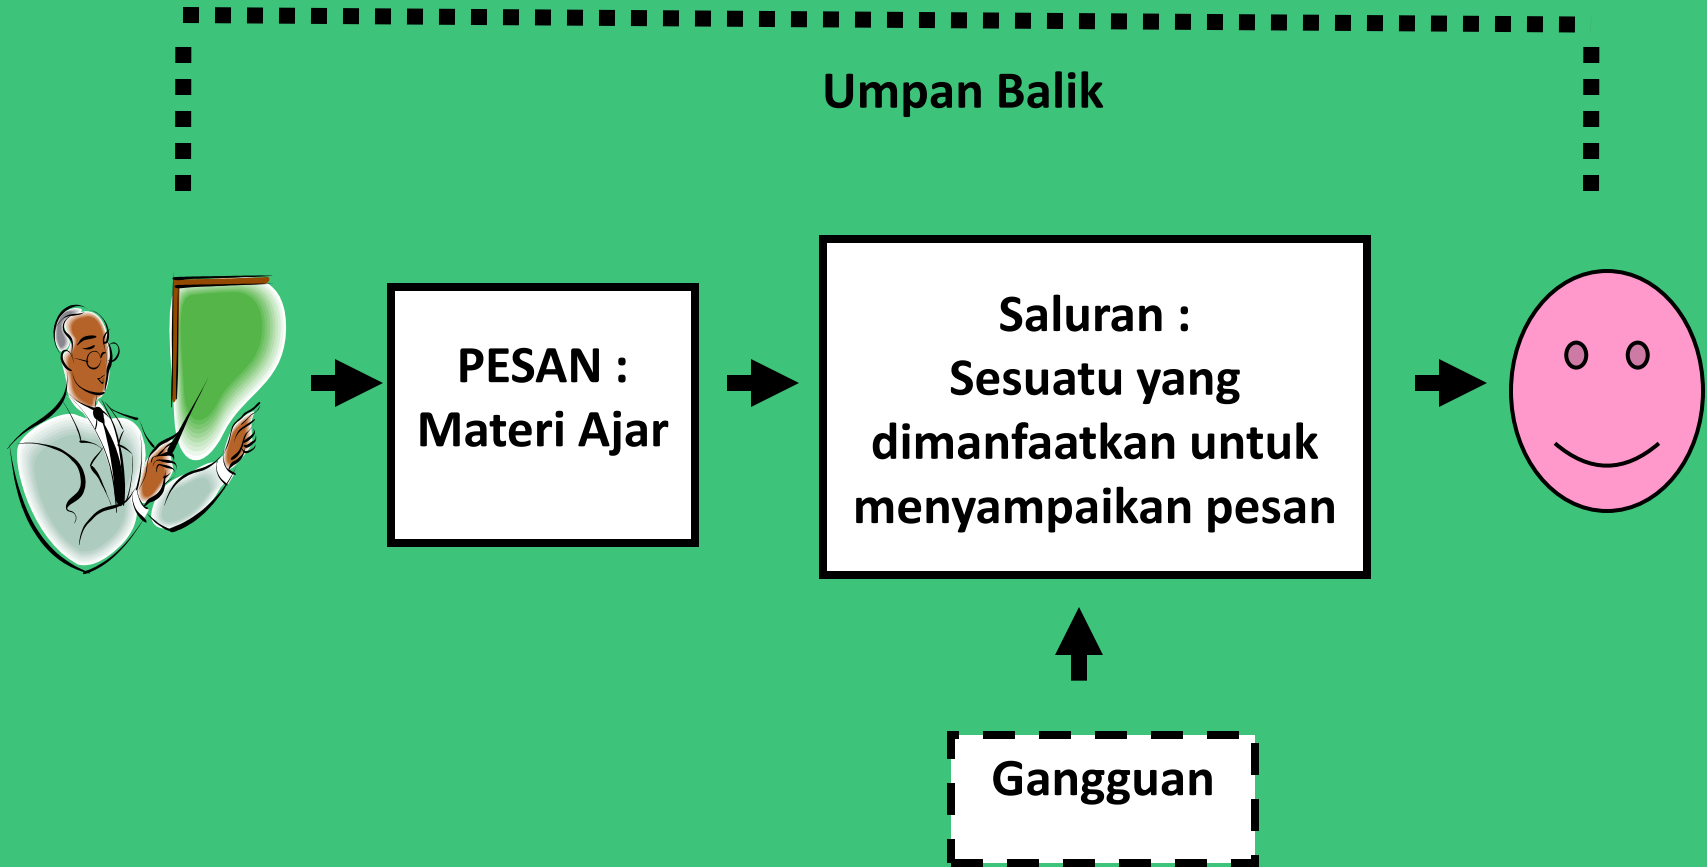 Umpan Balik
PESAN :
Materi Ajar
Saluran :
Sesuatu yang
dimanfaatkan untuk
menyampaikan pesan
Gangguan